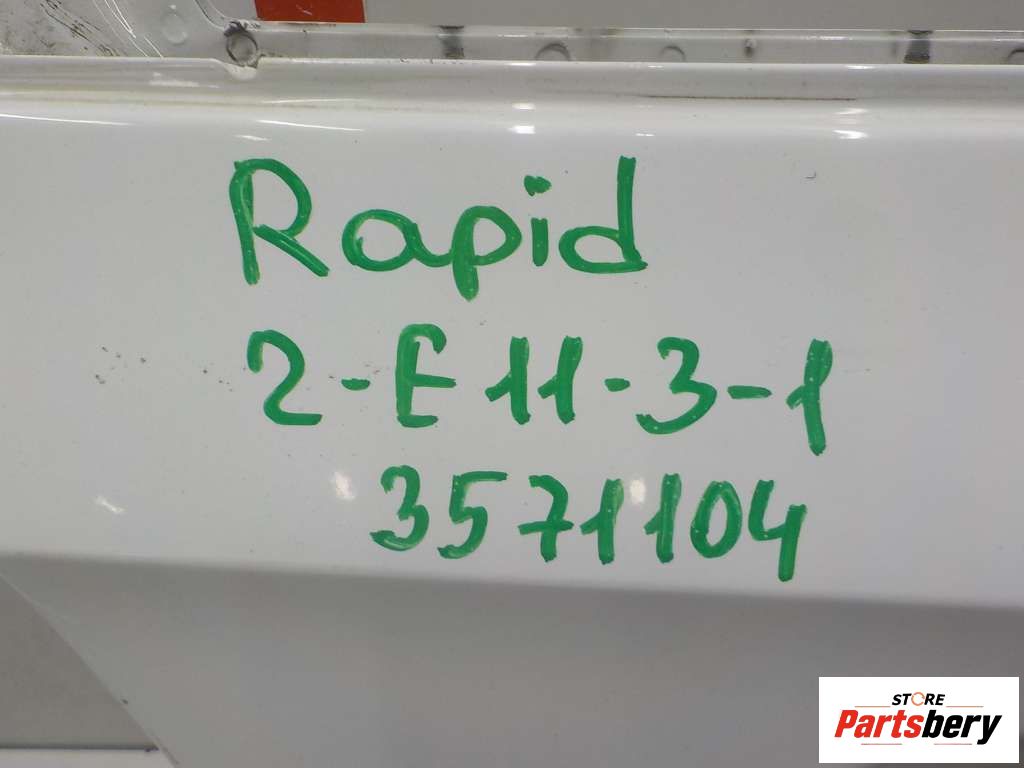 Rapid
2-E11-3-1
3571104
STORE
Partsbery